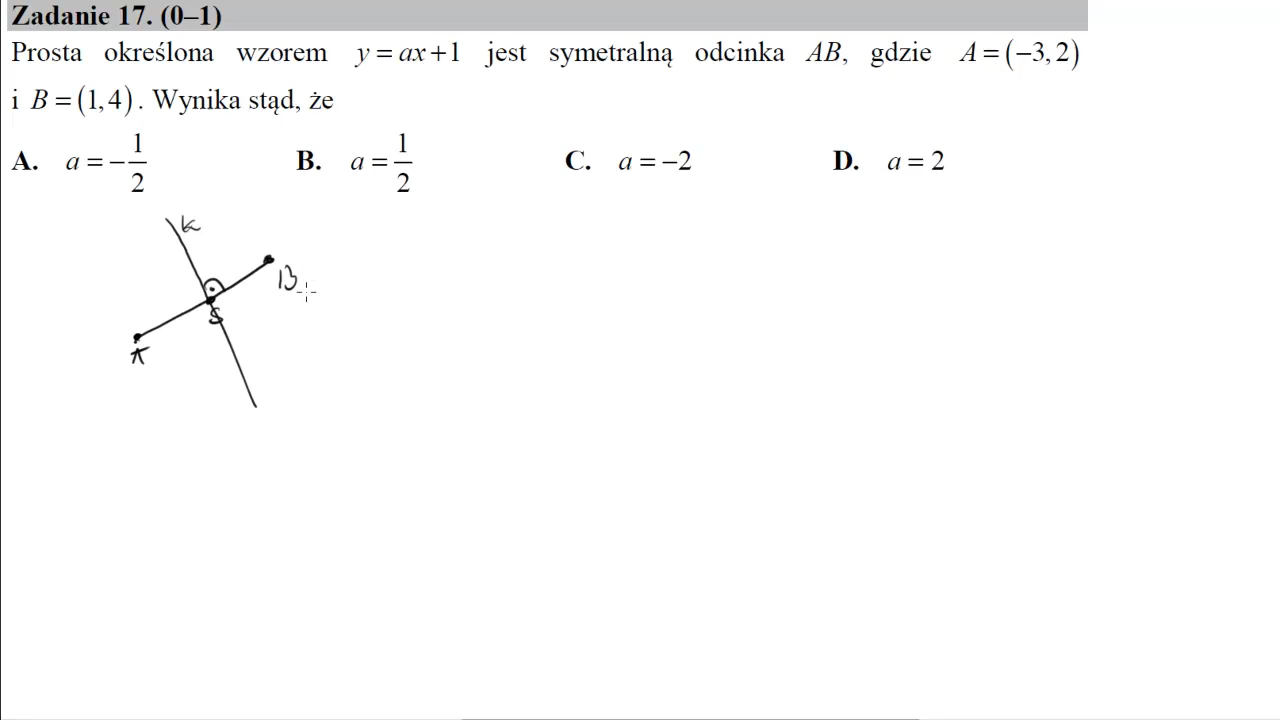 Zadanie 17. (0–1)
Prosta określona wzorem y = ax + 1 jest symetralną odcinka AB, gdzie A = (−3, 2)
i B = (1, 4). Wynika stąd, że
A. a = −1/2 B. a = 1/2 C. a = −2 D. a = 2
k
B
S
A